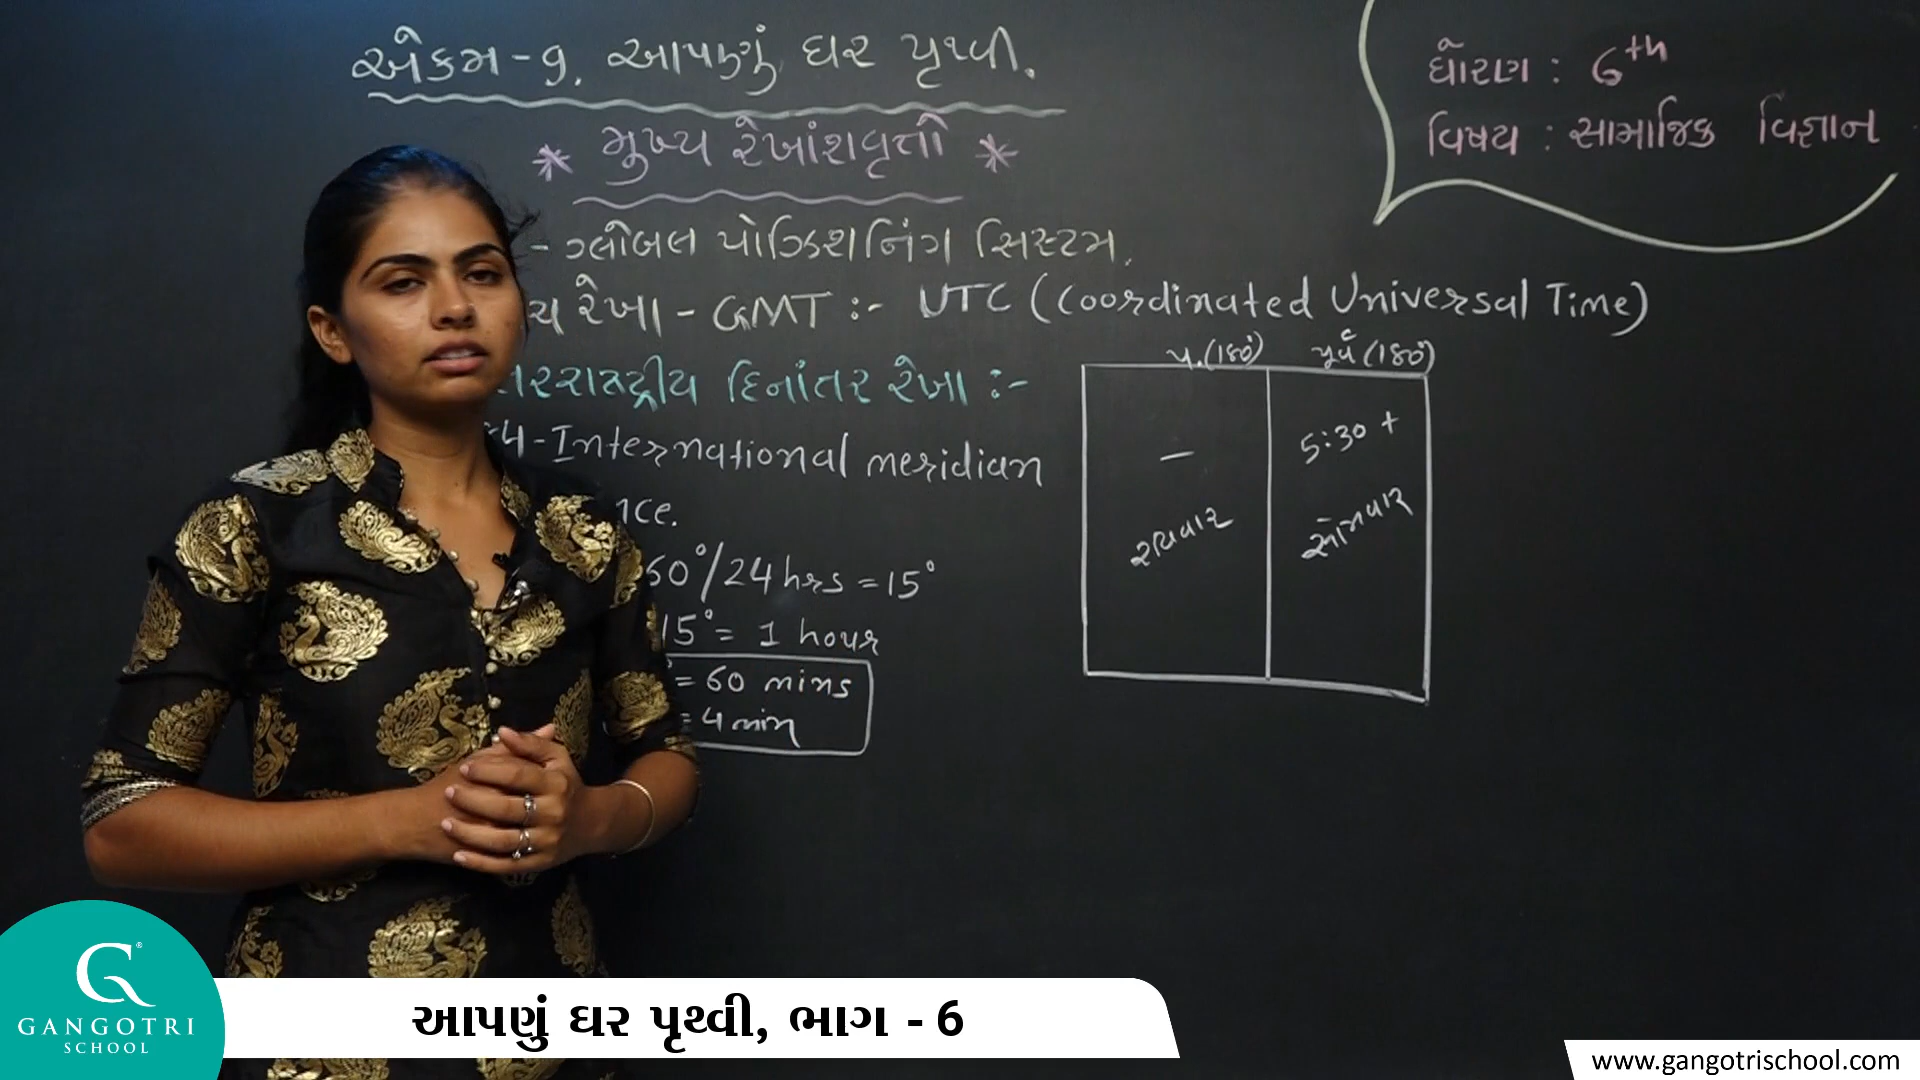 એકમ-9. આપણું ઘર પૃથ્વી.
* મુખ્ય રેખાંશવૃત્તો *
- ગ્લોબલ પોઝિશનિંગ સિસ્ટમ.
રેખા - GMT :- UTC (Coordinated Universal Time)
દિનાંતર રેખા :-
- International meridian
60°/24 hrs = 15°
15° = 1 hour
= 60 mins
= 4 min
ધોરણ : 6th
વિષય : સામાજિક વિજ્ઞાન
પ.(180°) પૂર્વ (180°)
- 5:30 +
રવિવાર સોમવાર
GANGOTRI
SCHOOL
આપણું ઘર પૃથ્વી, ભાગ - 6
www.gangotrischool.com